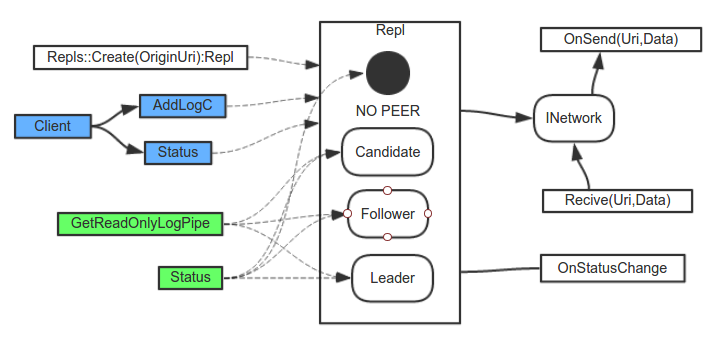 Repl
OnSend(Uri,Data)
Repls::Create(OriginUri):Repl
AddLogC
NO PEER
INetwork
Client
Status
Candidate
Recive(Uri,Data)
GetReadOnlyLogPipe
Follower
Status
Leader
OnStatusChange